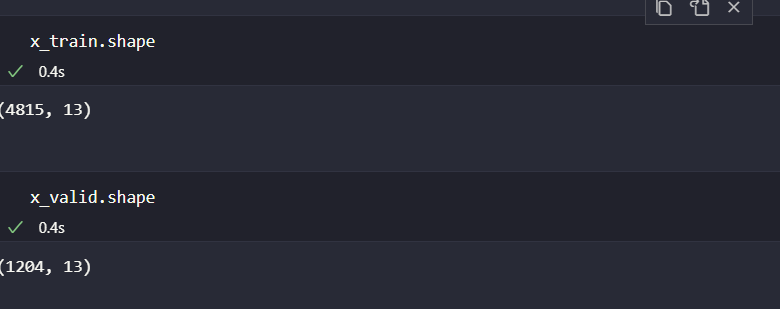 x_train.shape
0.4s
(4815, 13)
x_valid.shape
0.4s
(1204, 13)